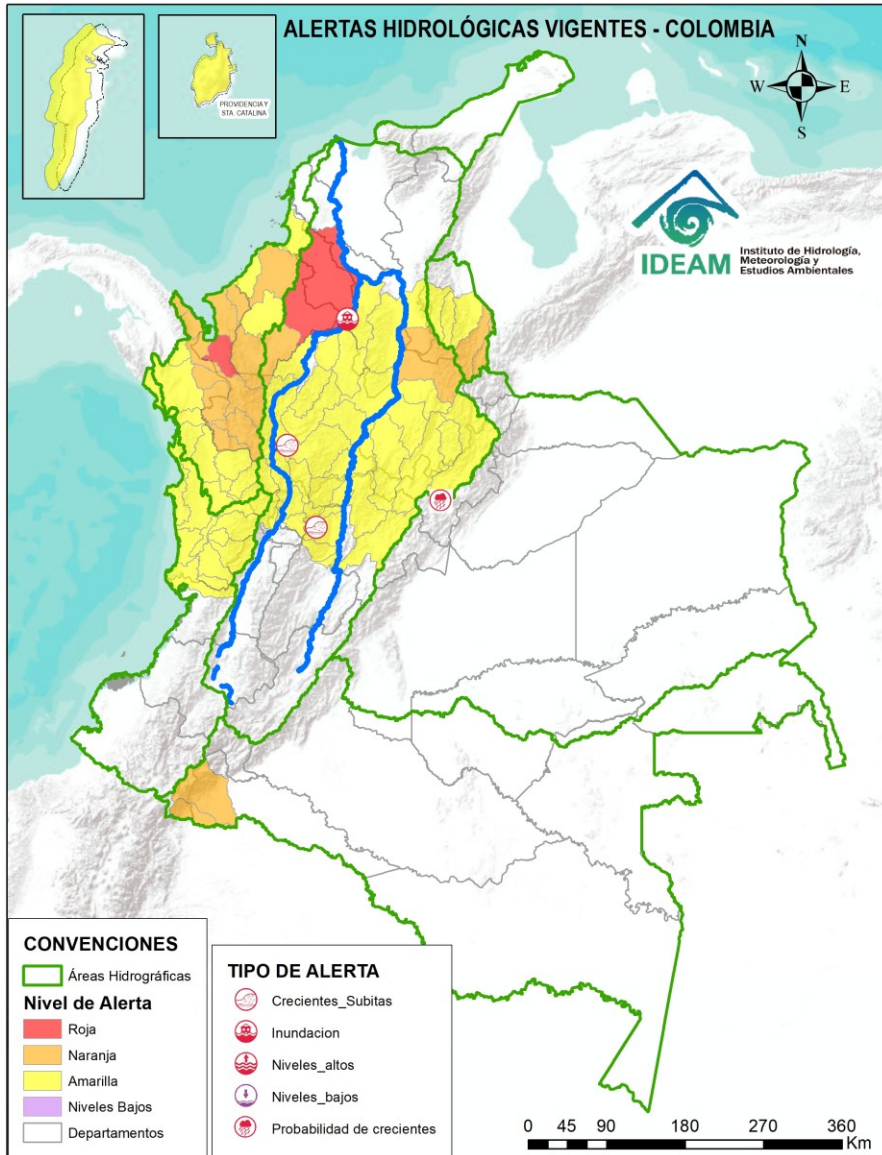 ALERTAS HIDROLÓGICAS VIGENTES - COLOMBIA
N
W
E
S
PROVIDENCIA Y
STA. CATALINA
IDEAM
Instituto de Hidrología,
Meteorología y
Estudios Ambientales
CONVENCIONES
Áreas Hidrográficas
Nivel de Alerta
Roja
Naranja
Amarilla
Niveles Bajos
Departamentos
TIPO DE ALERTA
Crecientes_Subitas
Inundacion
Niveles_altos
Niveles_bajos
Probabilidad de crecientes
0 45 90 180 270 360
Km